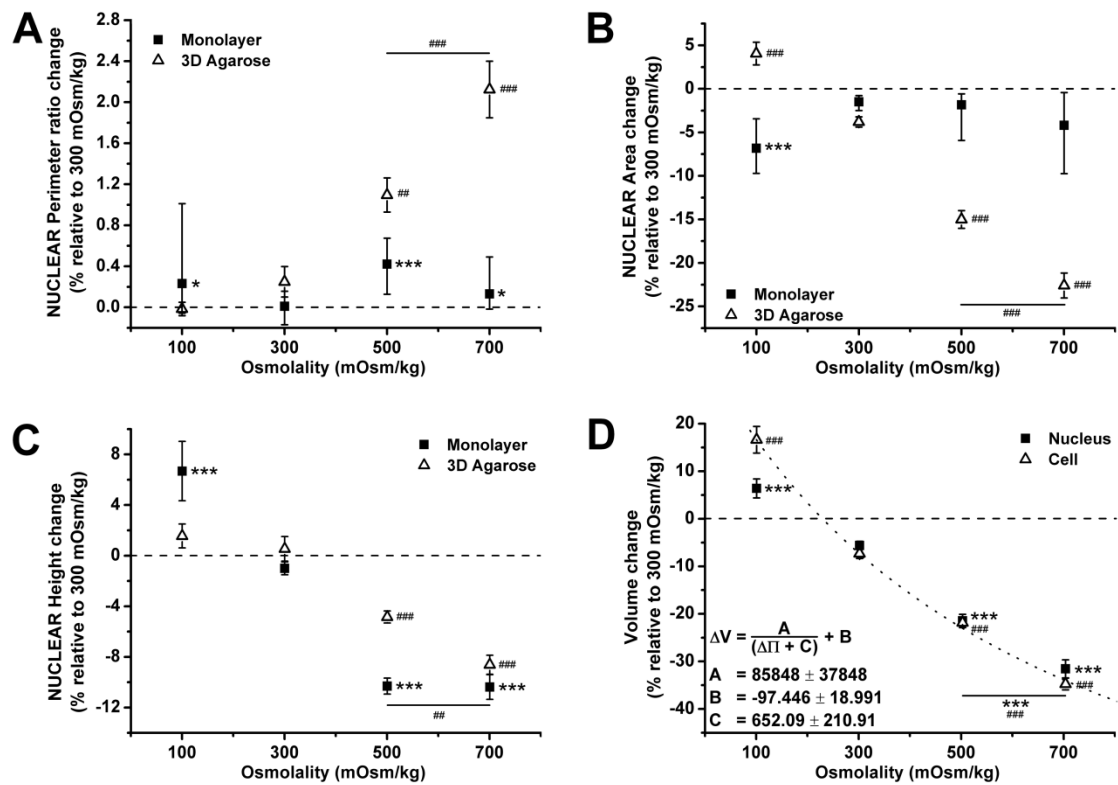 A
NUCLEAR Perimeter ratio change
(% relative to 300 mOsm/kg)
2.8
2.4
2.0
1.6
1.2
0.8
0.4
0.0
Monolayer
3D Agarose
###
###
##
*
***
*
100
300
500
700
Osmolality (mOsm/kg)
B
NUCLEAR Area change
(% relative to 300 mOsm/kg)
5
0
-5
-10
-15
-20
-25
###
***
###
###
###
Monolayer
3D Agarose
100
300
500
700
Osmolality (mOsm/kg)
C
NUCLEAR Height change
(% relative to 300 mOsm/kg)
8
4
0
-4
-8
-12
Monolayer
3D Agarose
***
###
###
***
***
##
100
300
500
700
Osmolality (mOsm/kg)
D
Volume change
(% relative to 300 mOsm/kg)
20
10
0
-10
-20
-30
-40
Nucleus
Cell
###
***
***
###
***
###
***
###
ΔV = A / (ΔΠ + C) + B
A = 85848 ± 37848
B = -97.446 ± 18.991
C = 652.09 ± 210.91
100
300
500
700
Osmolality (mOsm/kg)